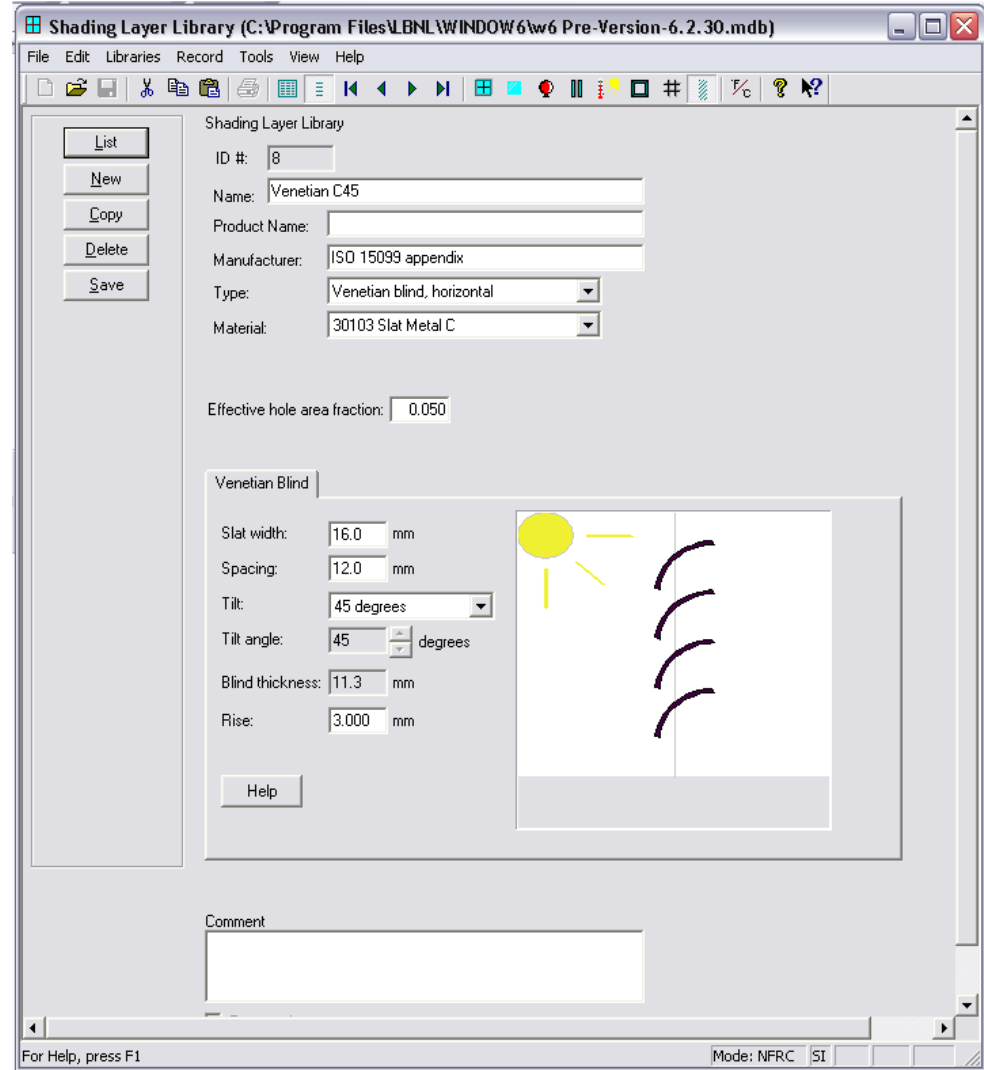 Shading Layer Library (C:\Program Files\LBNL\WINDOW6\w6 Pre-Version-6.2.30.mdb)
File Edit Libraries Record Tools View Help
°F/°C ? ?
Shading Layer Library
List
ID #: 8
New
Name: Venetian C45
Copy
Product Name:
Delete
Manufacturer: ISO 15099 appendix
Save
Type: Venetian blind, horizontal
Material: 30103 Slat Metal C
Effective hole area fraction: 0.050
Venetian Blind
Slat width: 16.0 mm
Spacing: 12.0 mm
Tilt: 45 degrees
Tilt angle: 45 degrees
Blind thickness: 11.3 mm
Rise: 3.000 mm
Help
Comment
For Help, press F1
Mode: NFRC SI